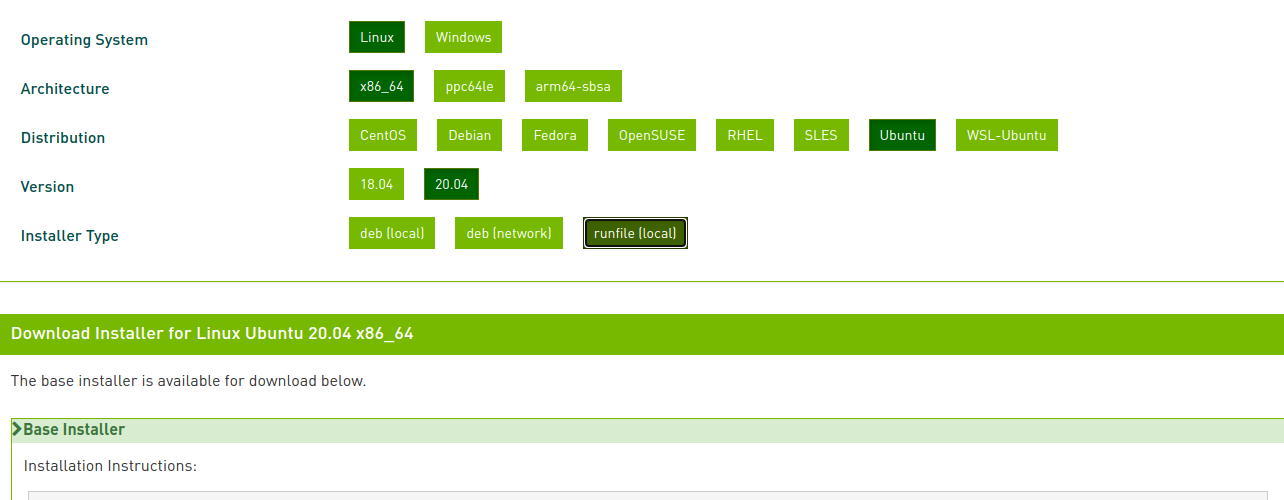 Operating System Linux Windows
Architecture x86_64 ppc64le arm64-sbsa
Distribution CentOS Debian Fedora OpenSUSE RHEL SLES Ubuntu WSL-Ubuntu
Version 18.04 20.04
Installer Type deb (local) deb (network) runfile (local)
Download Installer for Linux Ubuntu 20.04 x86_64
The base installer is available for download below.
Base Installer
Installation Instructions: